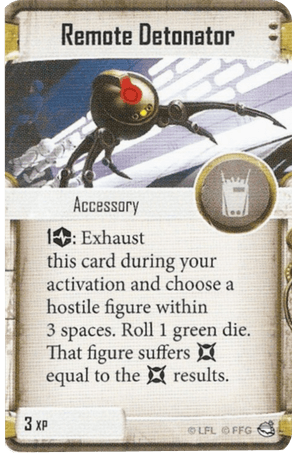 Remote Detonator
Accessory
1: Exhaust
this card during your
activation and choose a
hostile figure within
3 spaces. Roll 1 green die.
That figure suffers
equal to the results.
3 XP
© LFL © FFG